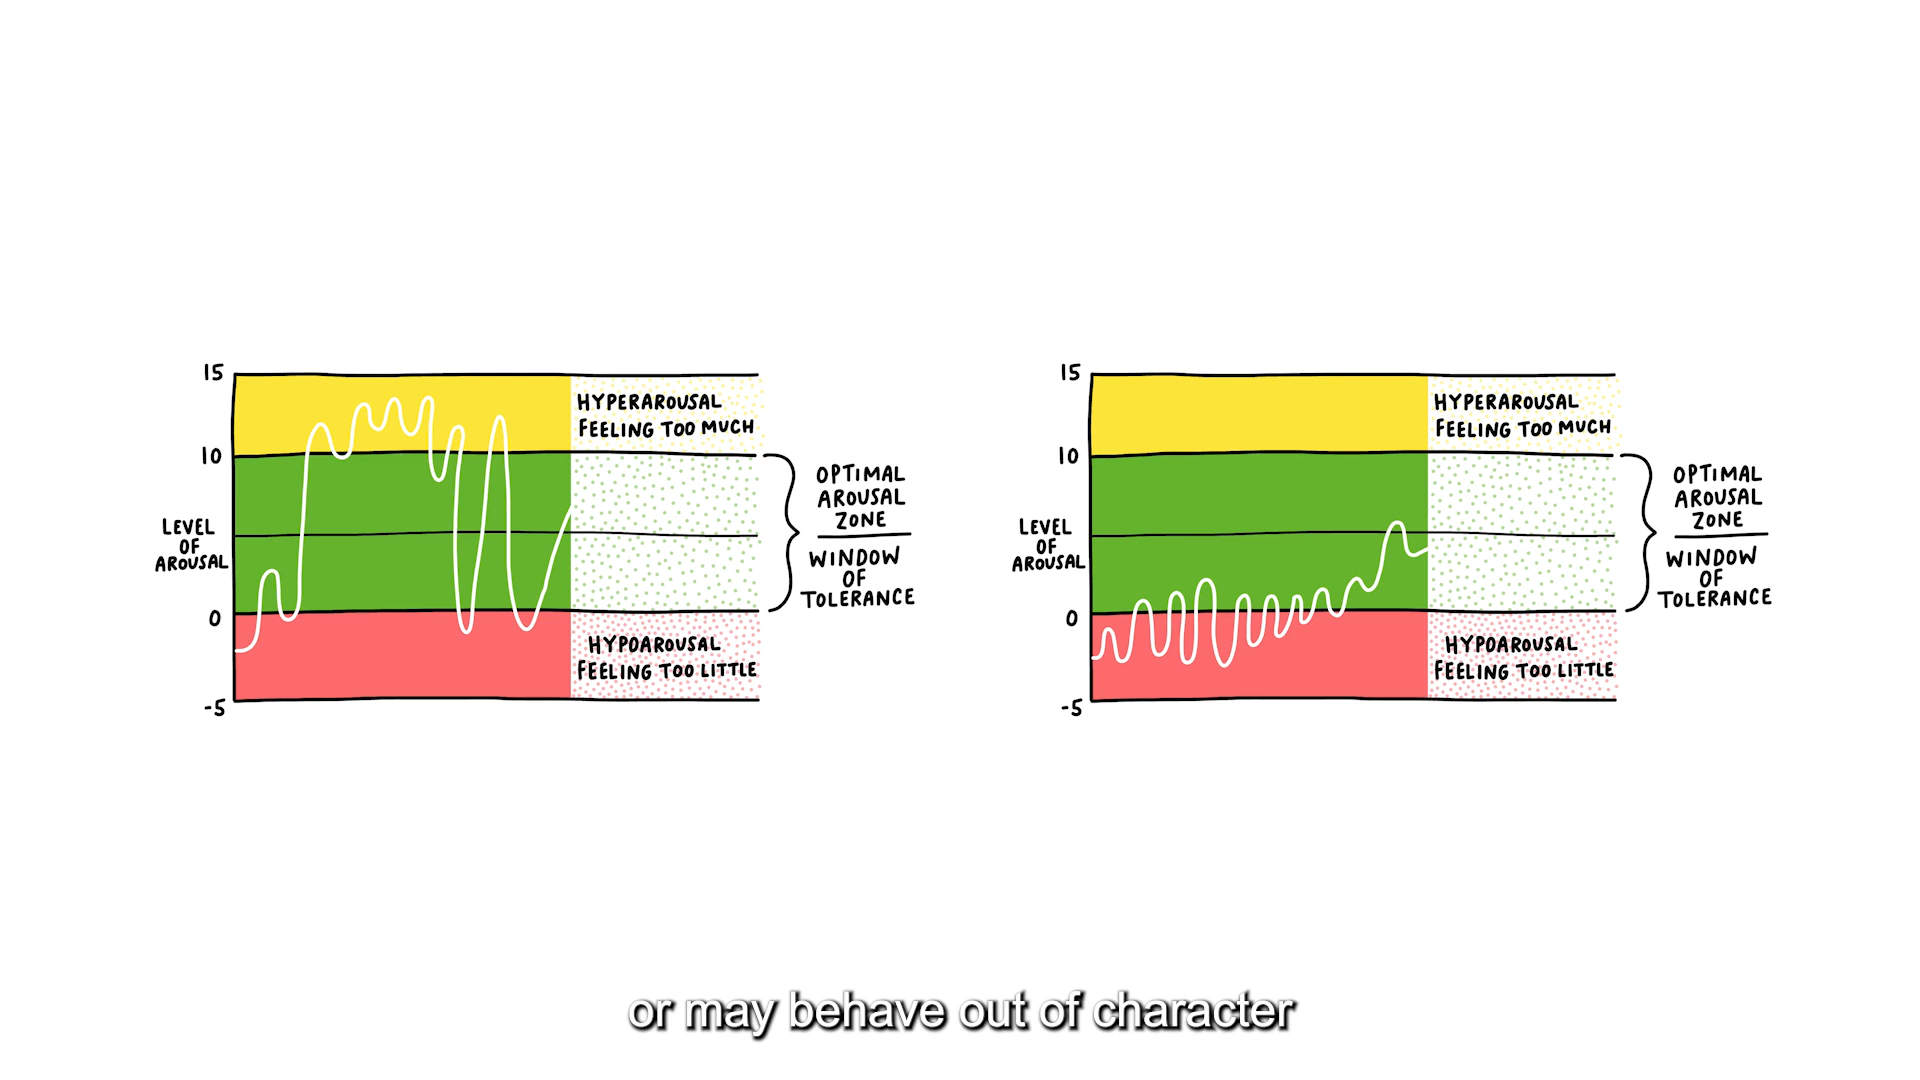 15
HYPERAROUSAL
FEELING TOO MUCH
10
OPTIMAL
AROUSAL
ZONE
LEVEL
OF
AROUSAL
WINDOW
OF
TOLERANCE
0
HYPOAROUSAL
FEELING TOO LITTLE
-5
15
HYPERAROUSAL
FEELING TOO MUCH
10
OPTIMAL
AROUSAL
ZONE
LEVEL
OF
AROUSAL
WINDOW
OF
TOLERANCE
0
HYPOAROUSAL
FEELING TOO LITTLE
-5
or may behave out of character